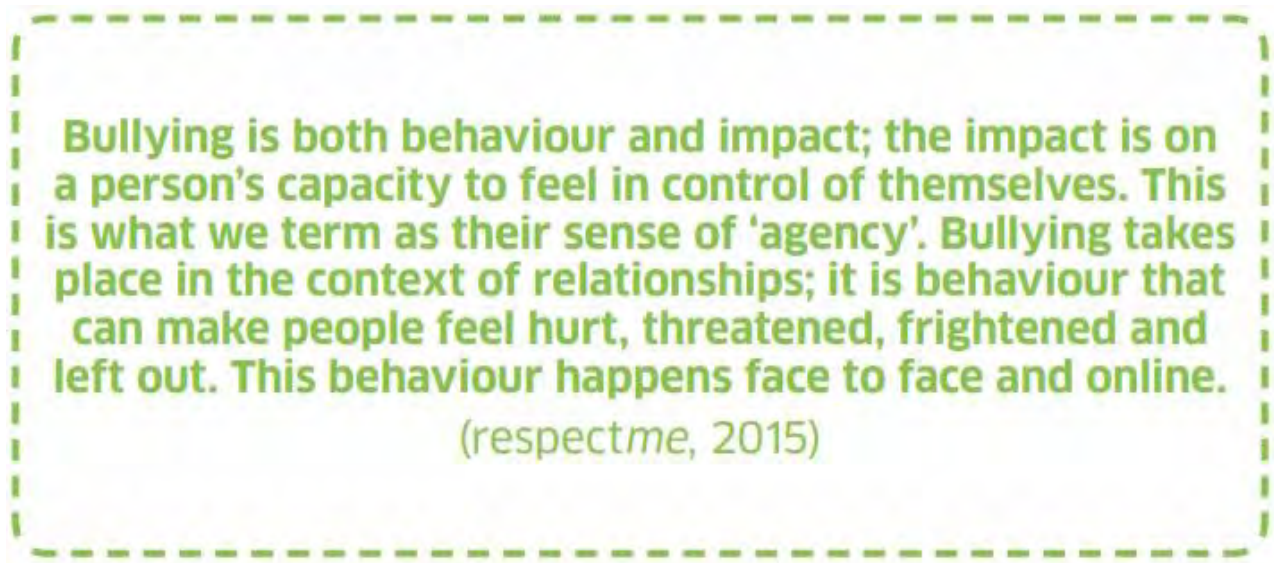 Bullying is both behaviour and impact; the impact is on
a person’s capacity to feel in control of themselves. This
is what we term as their sense of ‘agency’. Bullying takes
place in the context of relationships; it is behaviour that
can make people feel hurt, threatened, frightened and
left out. This behaviour happens face to face and online.
(respectme, 2015)